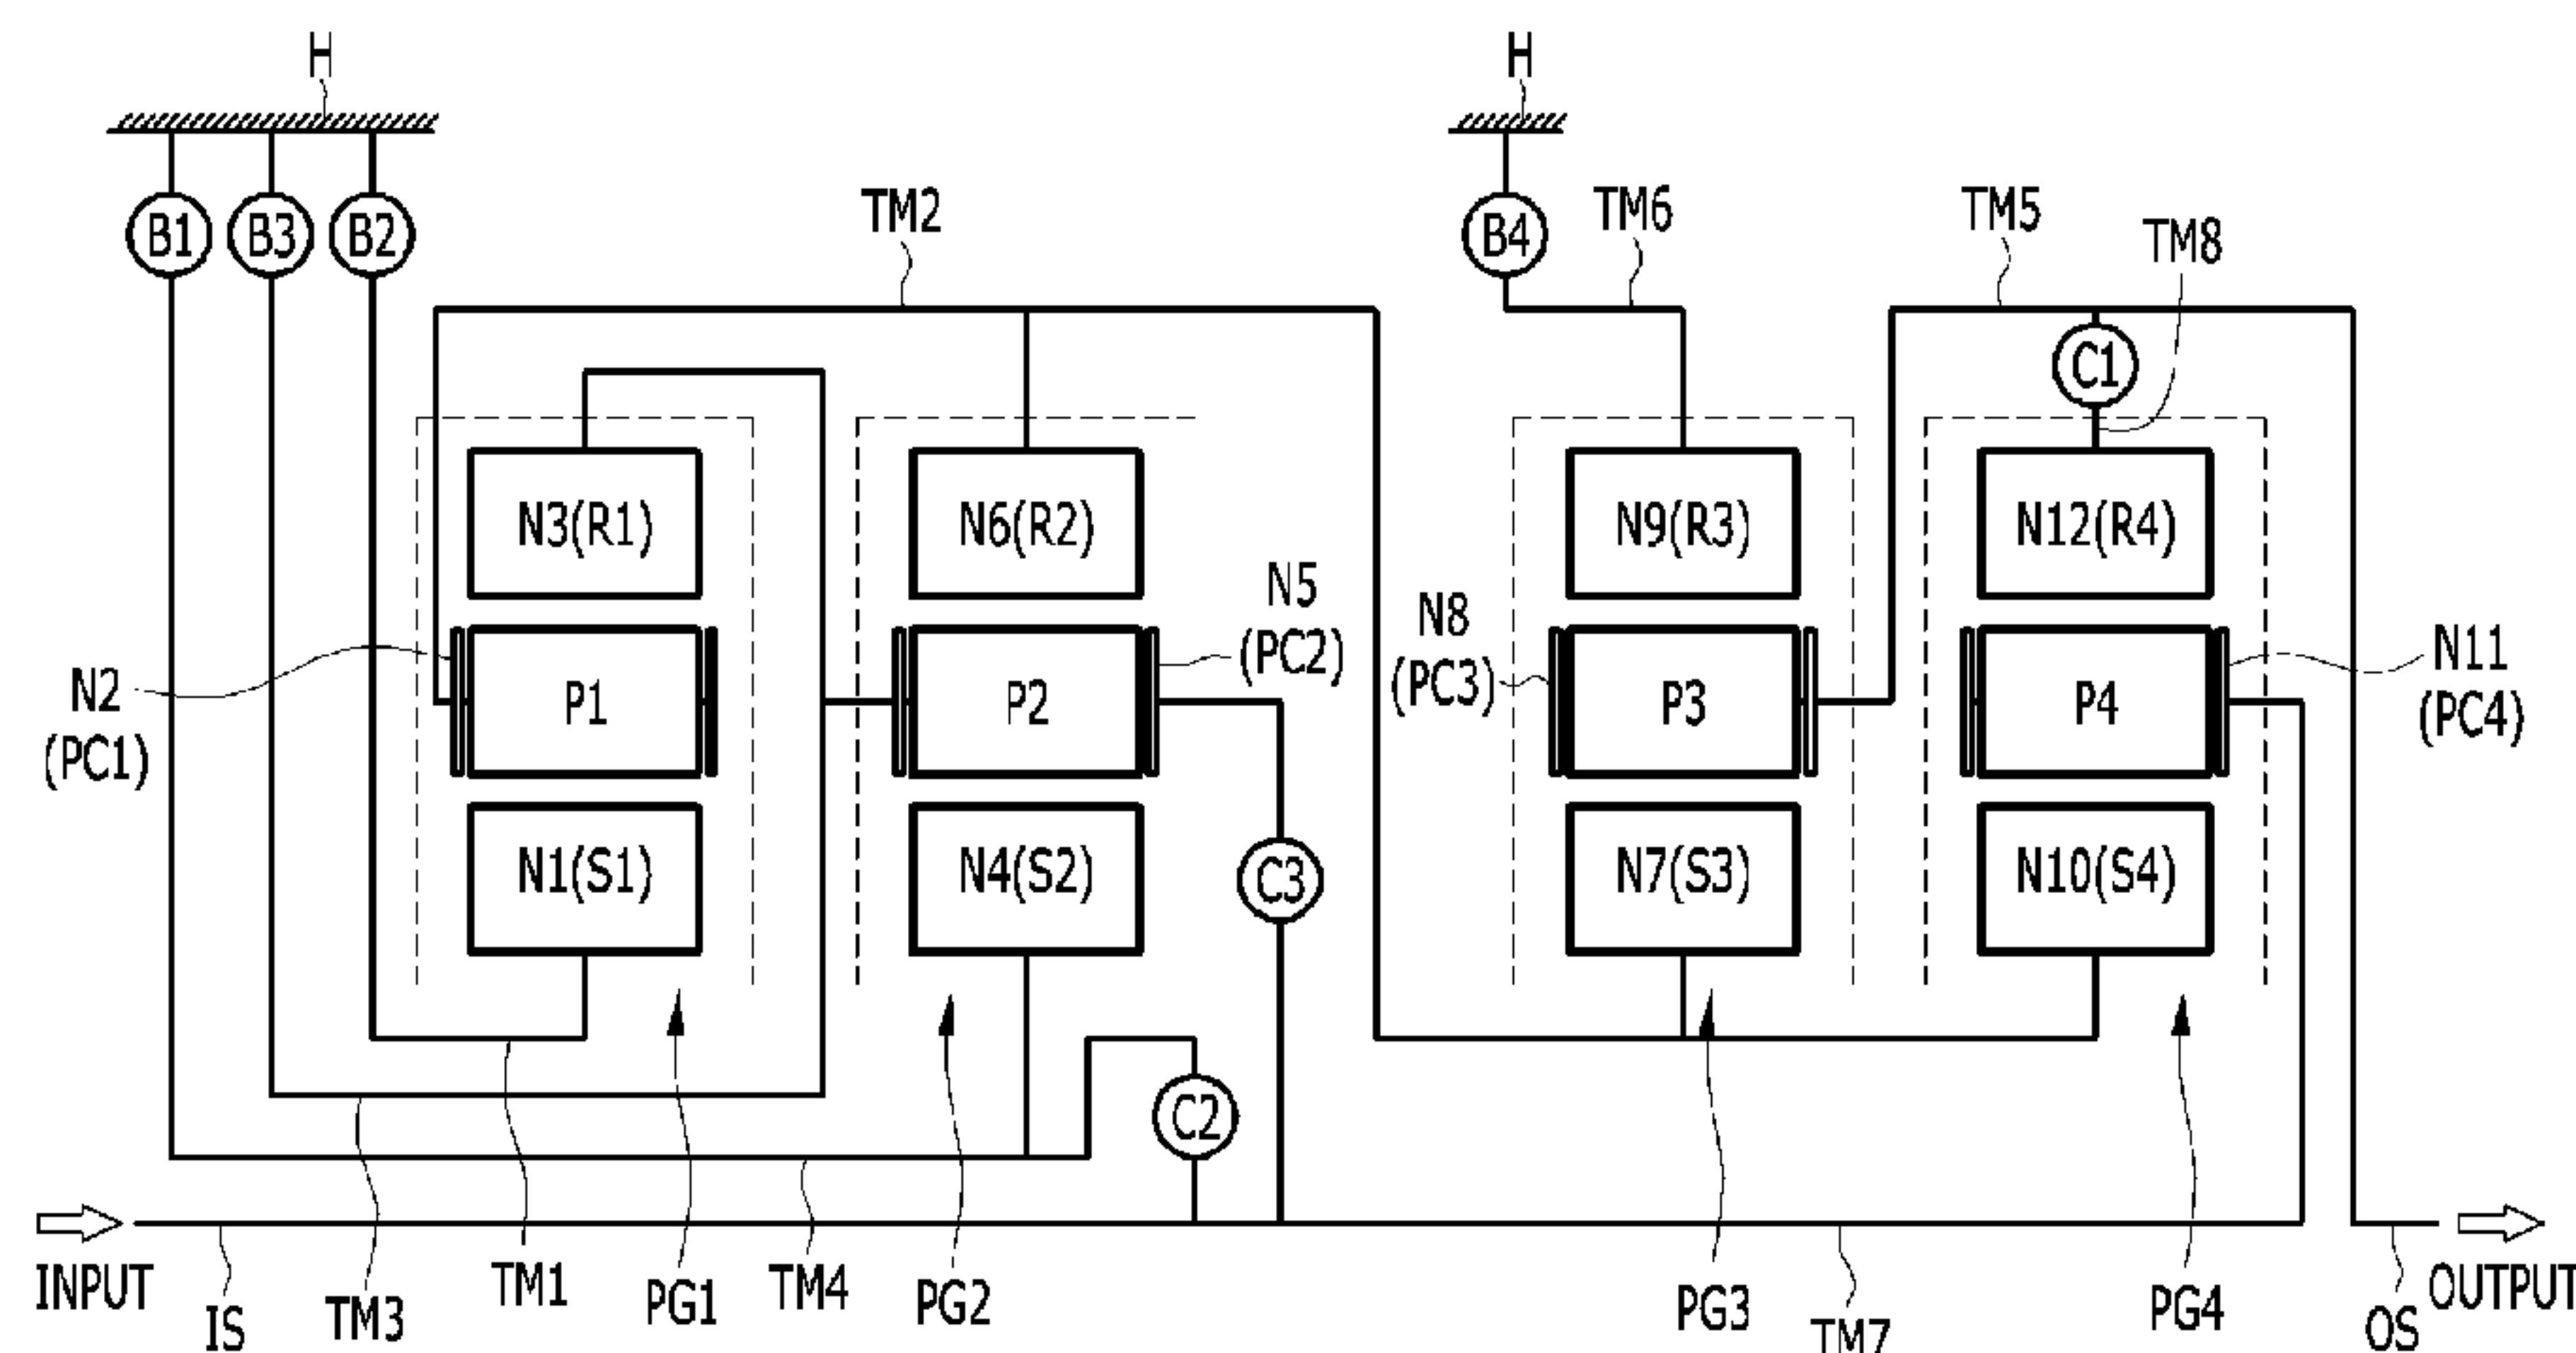 H
H
B1
B3
B2
TM2
B4
TM6
TM5
TM8
C1
N3(R1)
N6(R2)
N9(R3)
N12(R4)
N2
(PC1)
P1
P2
N5
(PC2)
N8
(PC3)
P3
P4
N11
(PC4)
N1(S1)
N4(S2)
C3
N7(S3)
N10(S4)
C2
INPUT
IS
TM3
TM1
PG1
TM4
PG2
PG3
TM7
PG4
OS
OUTPUT